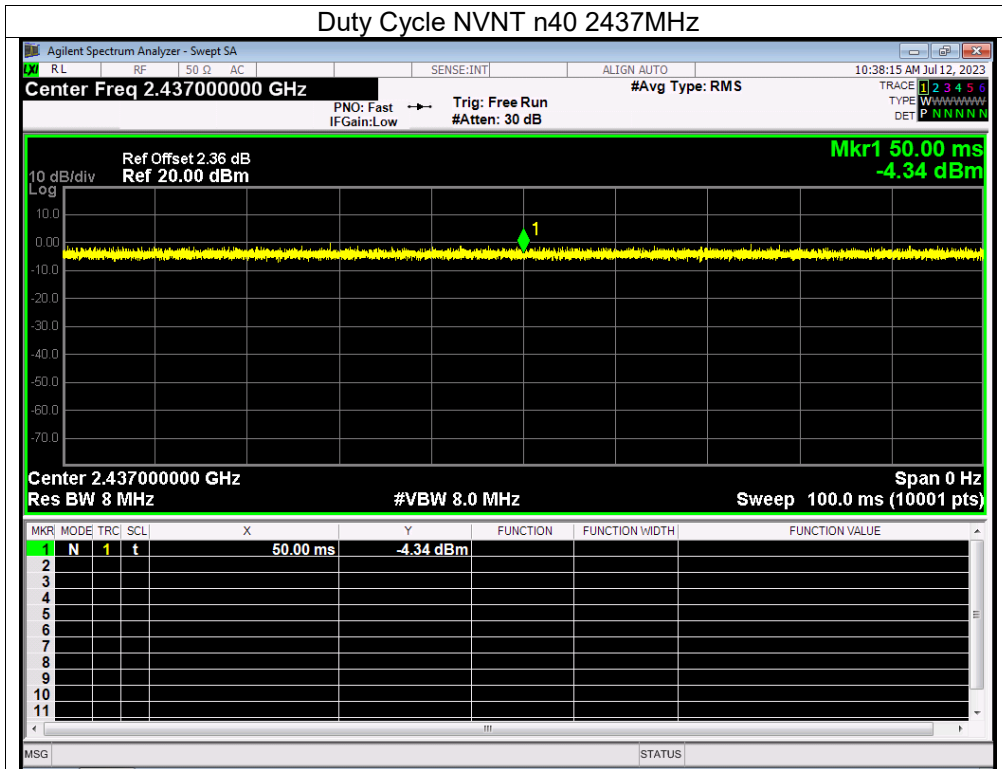 Duty Cycle NVNT n40 2437MHz
Agilent Spectrum Analyzer - Swept SA
LXI RL RF 50 Ω AC SENSE:INT ALIGN AUTO 10:38:15 AM Jul 12, 2023
Center Freq 2.437000000 GHz #Avg Type: RMS TRACE 1 2 3 4 5 6
PNO: Fast Trig: Free Run TYPE WWWWWW
IFGain:Low #Atten: 30 dB DET P N N N N N
Mkr1 50.00 ms
Ref Offset 2.36 dB
10 dB/div Ref 20.00 dBm -4.34 dBm
Log
10.0
1
0.00
-10.0
-20.0
-30.0
-40.0
-50.0
-60.0
-70.0
Center 2.437000000 GHz Span 0 Hz
Res BW 8 MHz #VBW 8.0 MHz Sweep 100.0 ms (10001 pts)
MKR MODE TRC SCL X Y FUNCTION FUNCTION WIDTH FUNCTION VALUE
1 N 1 t 50.00 ms -4.34 dBm
2
3
4
5
6
7
8
9
10
11
MSG STATUS